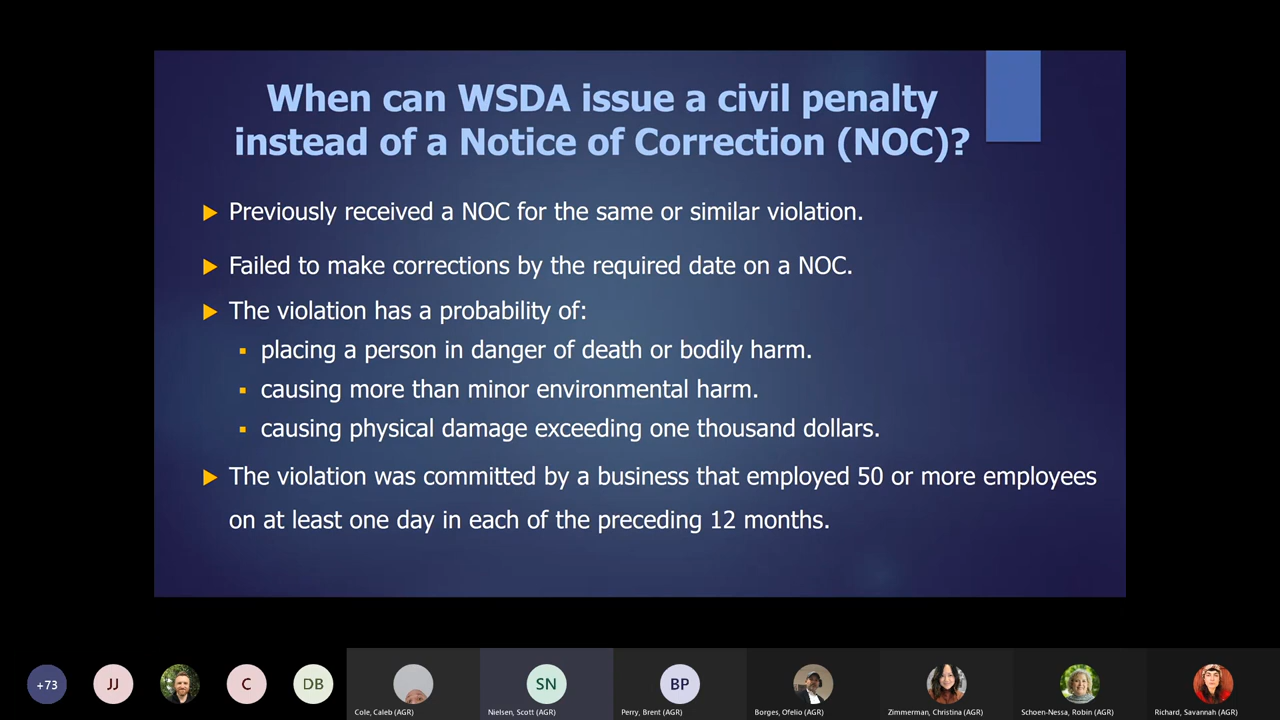 When can WSDA issue a civil penalty
instead of a Notice of Correction (NOC)?
Previously received a NOC for the same or similar violation.
Failed to make corrections by the required date on a NOC.
The violation has a probability of:
placing a person in danger of death or bodily harm.
causing more than minor environmental harm.
causing physical damage exceeding one thousand dollars.
The violation was committed by a business that employed 50 or more employees
on at least one day in each of the preceding 12 months.
+73
JJ
C
DB
SN
BP
Cole, Caleb (AGR)
Nielsen, Scott (AGR)
Perry, Brent (AGR)
Borges, Ofelio (AGR)
Zimmerman, Christina (AGR)
Schoen-Nessa, Robin (AGR)
Richard, Savannah (AGR)